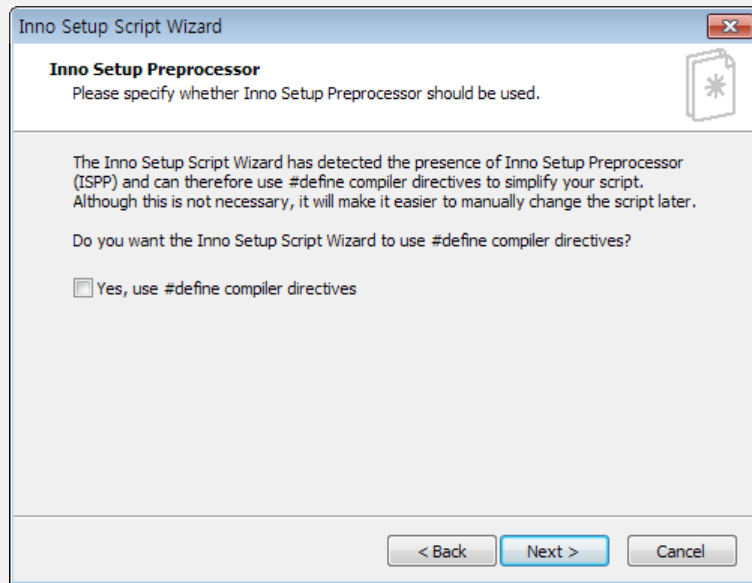 Inno Setup Script Wizard
Inno Setup Preprocessor
Please specify whether Inno Setup Preprocessor should be used.
The Inno Setup Script Wizard has detected the presence of Inno Setup Preprocessor
(ISPP) and can therefore use #define compiler directives to simplify your script.
Although this is not necessary, it will make it easier to manually change the script later.
Do you want the Inno Setup Script Wizard to use #define compiler directives?
Yes, use #define compiler directives
< Back Next > Cancel